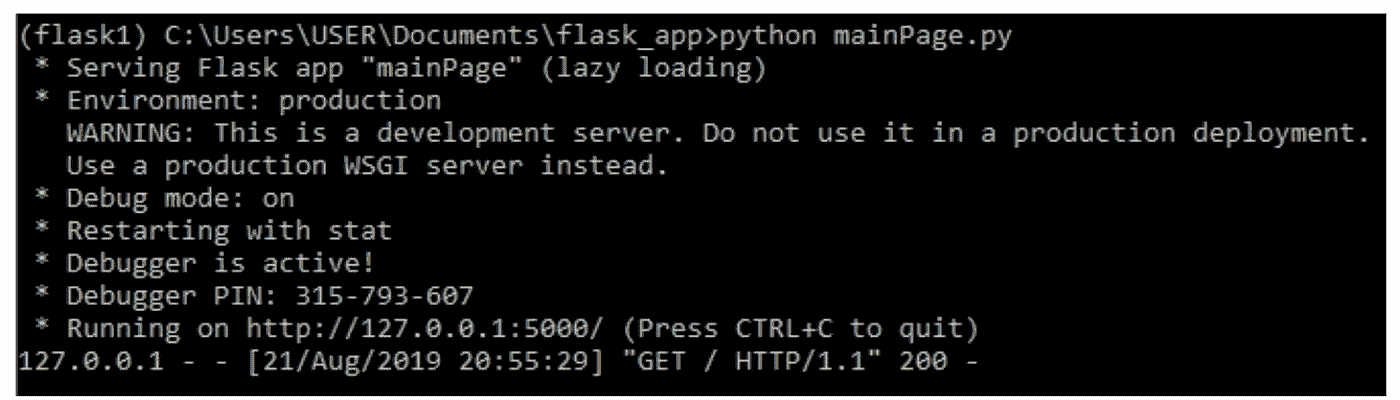 (flask1) C:\Users\USER\Documents\flask_app>python mainPage.py
* Serving Flask app "mainPage" (lazy loading)
* Environment: production
WARNING: This is a development server. Do not use it in a production deployment.
Use a production WSGI server instead.
* Debug mode: on
* Restarting with stat
* Debugger is active!
* Debugger PIN: 315-793-607
* Running on http://127.0.0.1:5000/ (Press CTRL+C to quit)
127.0.0.1 - - [21/Aug/2019 20:55:29] "GET / HTTP/1.1" 200 -